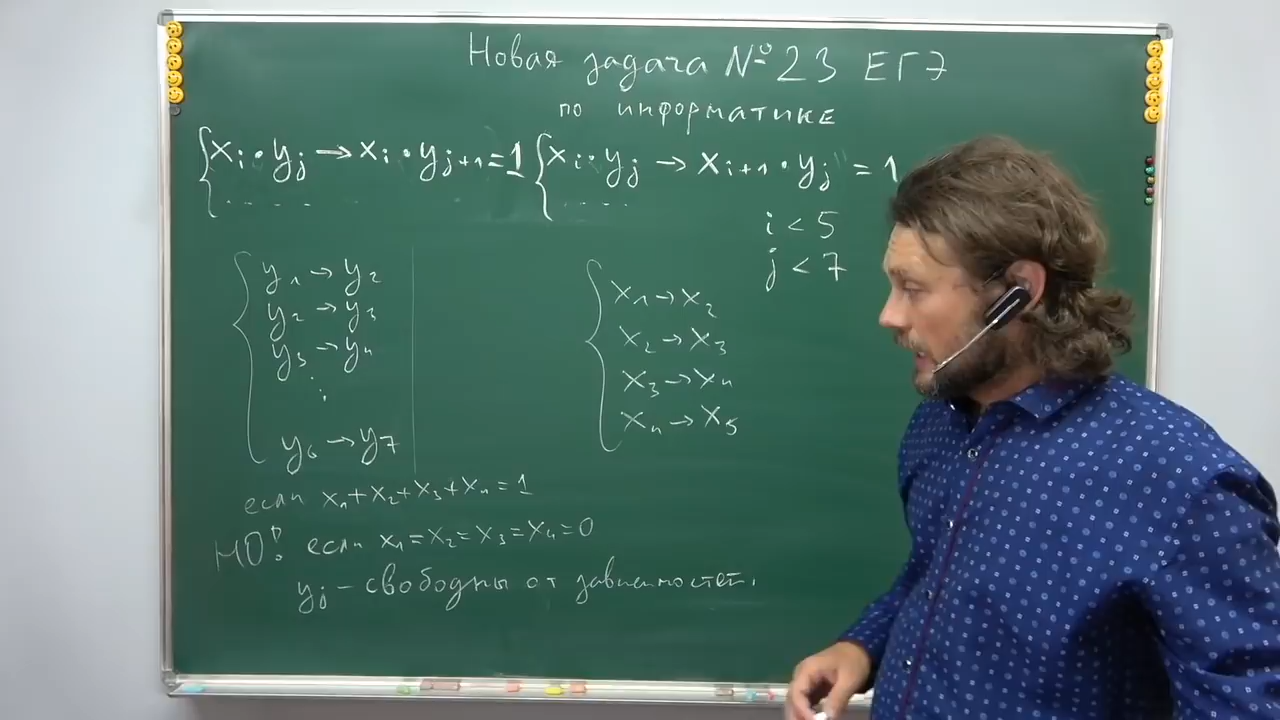 Новая задача №23 ЕГЭ
по информатике
{ xᵢ·yⱼ → xᵢ·yⱼ₊₁=1 { xᵢ·yⱼ → xᵢ₊₁·yⱼ = 1
. . . . . . . . . .
i < 5
j < 7
y₁ → y₂
y₂ → y₃
y₃ → y₄
⋱
y₆ → y₇
x₁ → x₂
x₂ → x₃
x₃ → x₄
x₄ → x₅
если x₁+x₂+x₃+x₄=1
НО! если x₁=x₂=x₃=x₄=0
yⱼ – свободны от зависимостей.